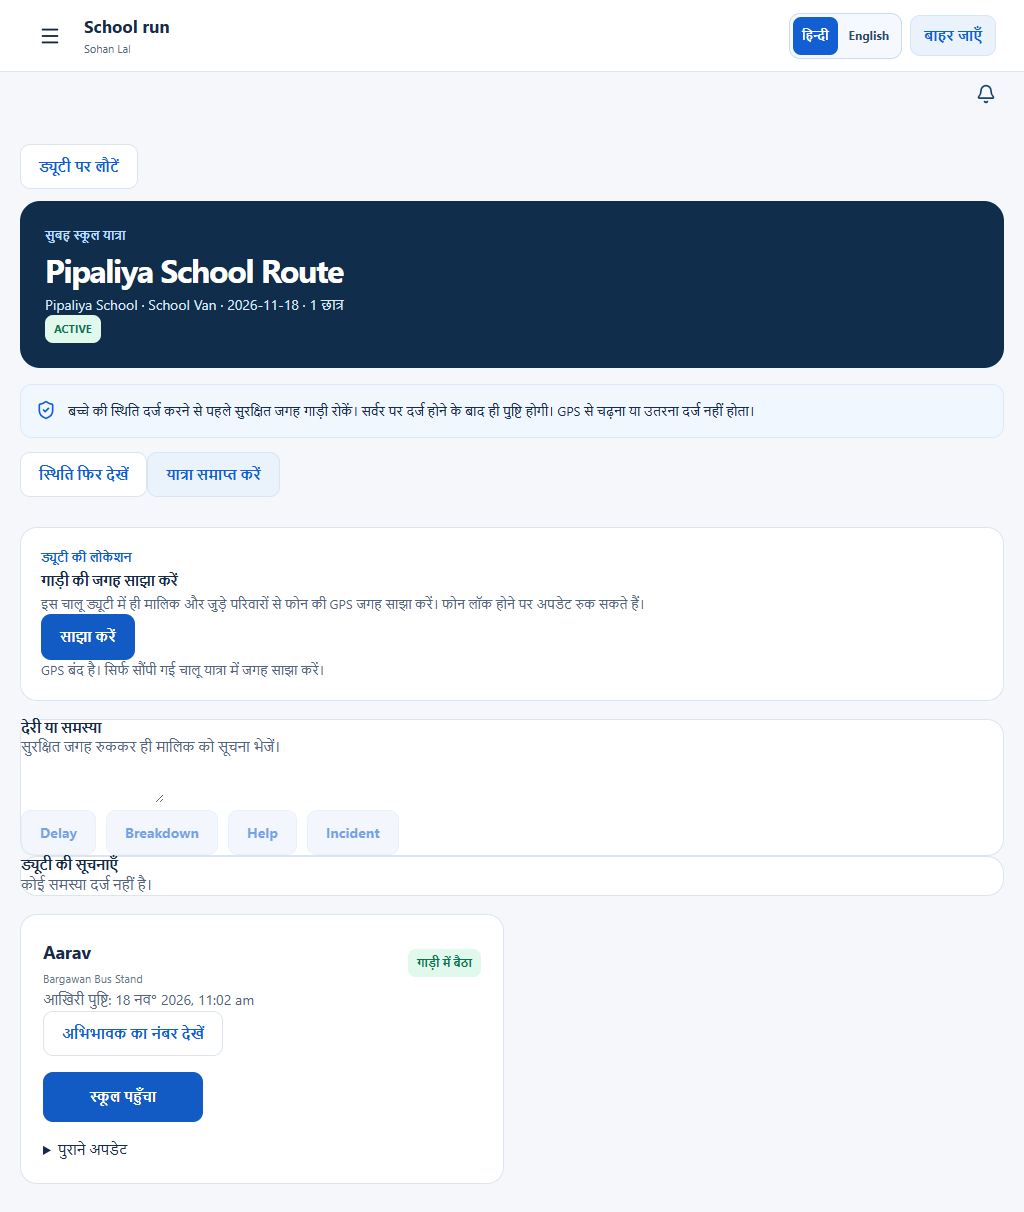 School run
Sohan Lal
हिन्दी
English
बाहर जाएँ
ड्यूटी पर लौटें
सुबह स्कूल यात्रा
Pipaliya School Route
Pipaliya School · School Van · 2026-11-18 · 1 छात्र
ACTIVE
बच्चे की स्थिति दर्ज करने से पहले सुरक्षित जगह गाड़ी रोकें। सर्वर पर दर्ज होने के बाद ही पुष्टि होगी। GPS से चढ़ना या उतरना दर्ज नहीं होता।
स्थिति फिर देखें
यात्रा समाप्त करें
ड्यूटी की लोकेशन
गाड़ी की जगह साझा करें
इस चालू ड्यूटी में ही मालिक और जुड़े परिवारों से फोन की GPS जगह साझा करें। फोन लॉक होने पर अपडेट रुक सकते हैं।
साझा करें
GPS बंद है। सिर्फ सौंपी गई चालू यात्रा में जगह साझा करें।
देरी या समस्या
सुरक्षित जगह रुककर ही मालिक को सूचना भेजें।
Delay
Breakdown
Help
Incident
ड्यूटी की सूचनाएँ
कोई समस्या दर्ज नहीं है।
Aarav
गाड़ी में बैठा
Bargawan Bus Stand
आखिरी पुष्टि: 18 नव॰ 2026, 11:02 am
अभिभावक का नंबर देखें
स्कूल पहुँचा
पुराने अपडेट